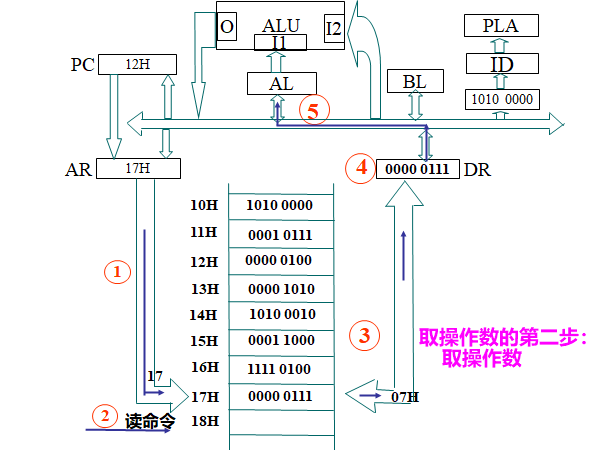 O ALU I2 PLA
I1
PC 12H ID
AL BL
1010 0000
⑤
AR 17H ④ 0000 0111 DR
10H 1010 0000
11H 0001 0111
12H 0000 0100
①
13H 0000 1010
14H 1010 0010
③ 取操作数的第二步:
15H 0001 1000
取操作数
16H 1111 0100
17
17H 0000 0111 07H
② 读命令
18H